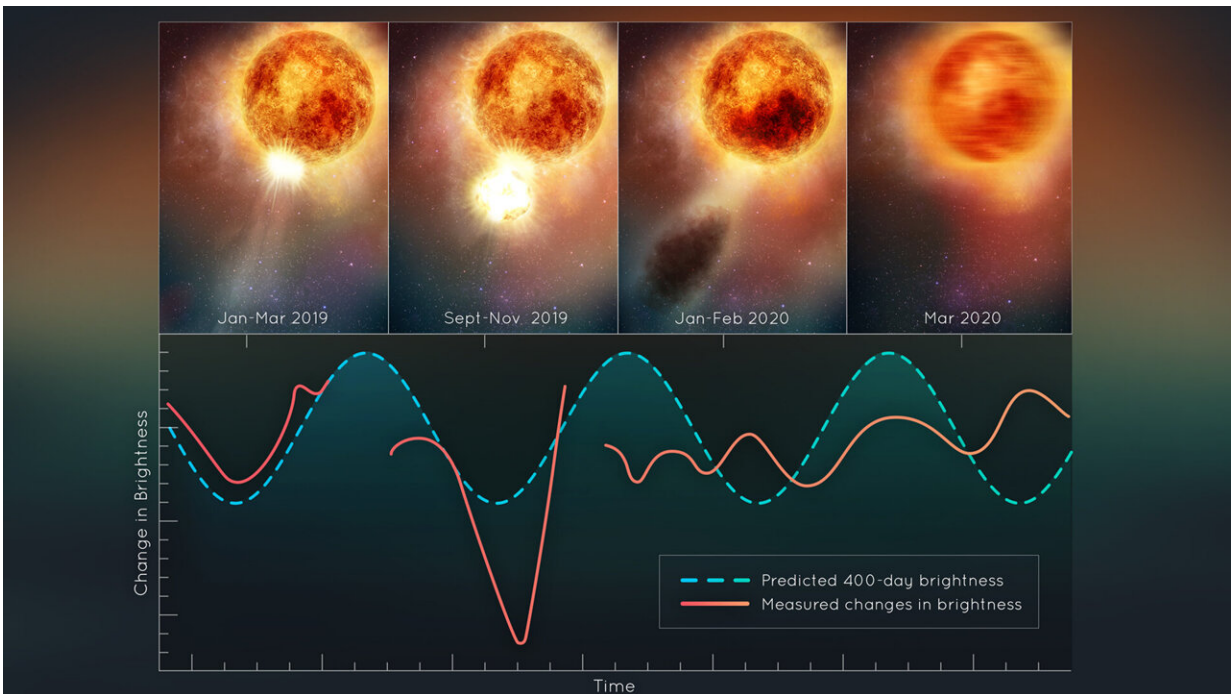 Jan-Mar 2019
Sept-Nov. 2019
Jan-Feb 2020
Mar 2020
Change in Brightness
Predicted 400-day brightness
Measured changes in brightness
Time